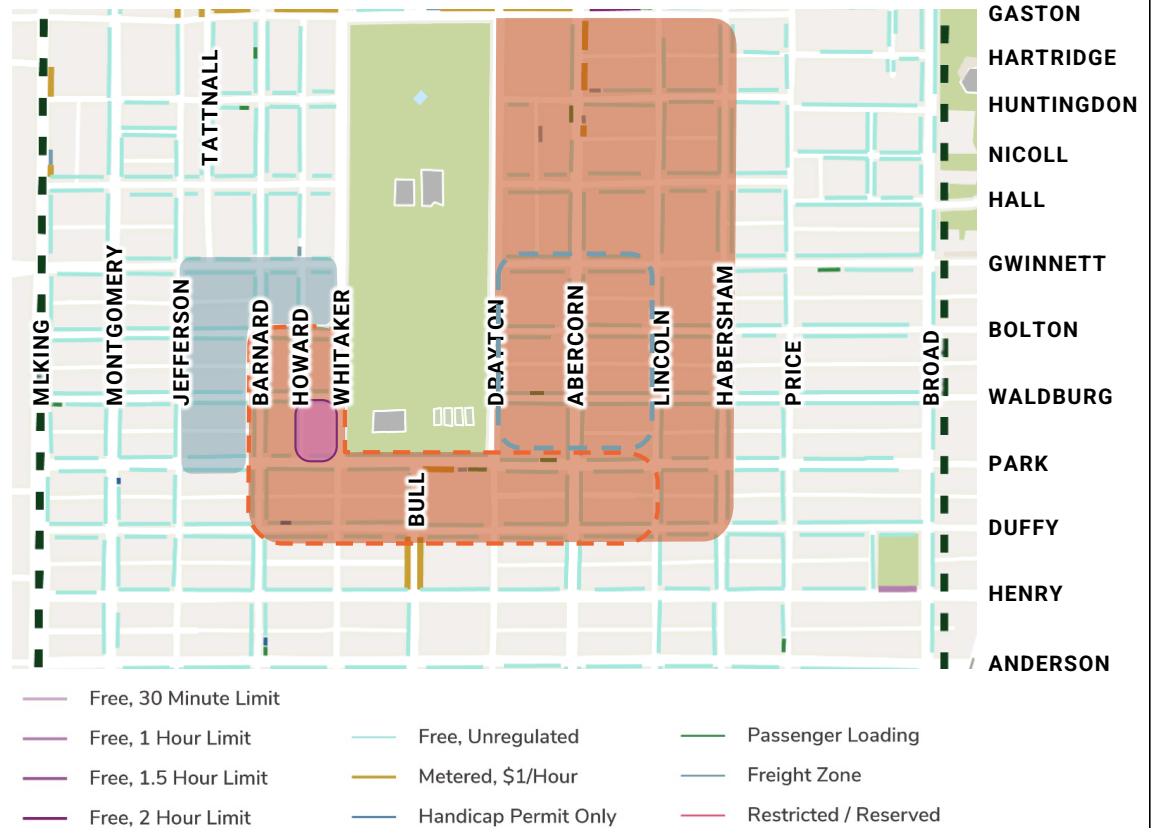 GASTON
HARTRIDGE
HUNTINGDON
NICOLL
HALL
GWINNETT
BOLTON
WALDBURG
PARK
DUFFY
HENRY
ANDERSON
TATTNALL
MLKING
MONTGOMERY
JEFFERSON
BARNARD
HOWARD
WHITAKER
BULL
DRAYTON
ABERCORN
LINCOLN
HABERSHAM
PRICE
BROAD
Free, 30 Minute Limit
Free, 1 Hour Limit
Free, 1.5 Hour Limit
Free, 2 Hour Limit
Free, Unregulated
Metered, $1/Hour
Handicap Permit Only
Passenger Loading
Freight Zone
Restricted / Reserved